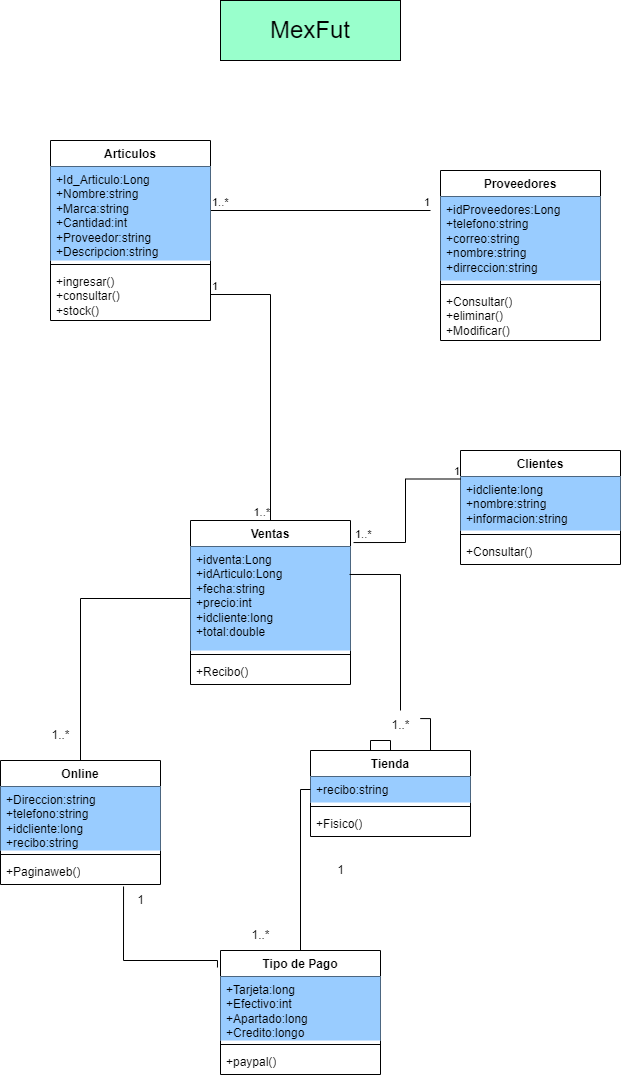 MexFut
Articulos
+Id_Articulo:Long
+Nombre:string
+Marca:string
+Cantidad:int
+Proveedor:string
+Descripcion:string
+ingresar()
+consultar()
+stock()
1..*
1
Proveedores
+idProveedores:Long
+telefono:string
+correo:string
+nombre:string
+dirreccion:string
+Consultar()
+eliminar()
+Modificar()
1
1..*
Clientes
+idcliente:long
+nombre:string
+informacion:string
+Consultar()
1
1..*
Ventas
+idventa:Long
+idArticulo:Long
+fecha:string
+precio:int
+idcliente:long
+total:double
+Recibo()
1..*
1..*
Online
+Direccion:string
+telefono:string
+idcliente:long
+recibo:string
+Paginaweb()
Tienda
+recibo:string
+Fisico()
1
1
1..*
Tipo de Pago
+Tarjeta:long
+Efectivo:int
+Apartado:long
+Credito:longo
+paypal()